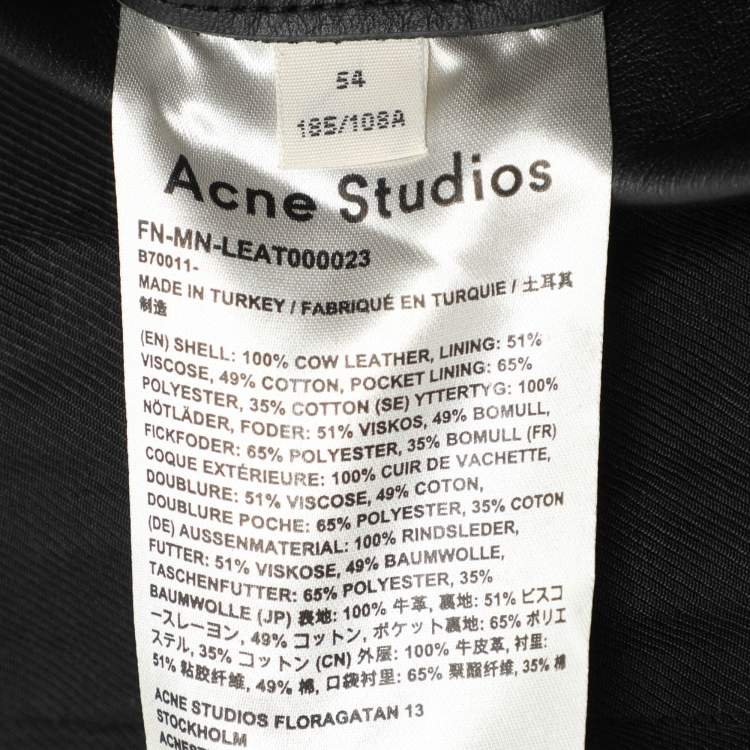 54
185/108A
Acne Studios
FN-MN-LEAT000023
B70011-
MADE IN TURKEY / FABRIQUÉ EN TURQUIE / 土耳其
制造
(EN) SHELL: 100% COW LEATHER, LINING: 51%
VISCOSE, 49% COTTON, POCKET LINING: 65%
POLYESTER, 35% COTTON (SE) YTTERTYG: 100%
NÖTLÄDER, FODER: 51% VISKOS, 49% BOMULL,
FICKFODER: 65% POLYESTER, 35% BOMULL (FR)
COQUE EXTÉRIEURE: 100% CUIR DE VACHETTE,
DOUBLURE: 51% VISCOSE, 49% COTON,
DOUBLURE POCHE: 65% POLYESTER, 35% COTON
(DE) AUSSENMATERIAL: 100% RINDSLEDER,
FUTTER: 51% VISKOSE, 49% BAUMWOLLE,
TASCHENFUTTER: 65% POLYESTER, 35%
BAUMWOLLE (JP) 表地: 100% 牛革, 裏地: 51% ビスコ
ースレーヨン, 49% コットン, ポケット裏地: 65% ポリエ
ステル, 35% コットン (CN) 外层: 100% 牛皮革, 衬里:
51% 粘胶纤维, 49% 棉, 口袋衬里: 65% 聚酯纤维, 35% 棉
ACNE STUDIOS FLORAGATAN 13
STOCKHOLM